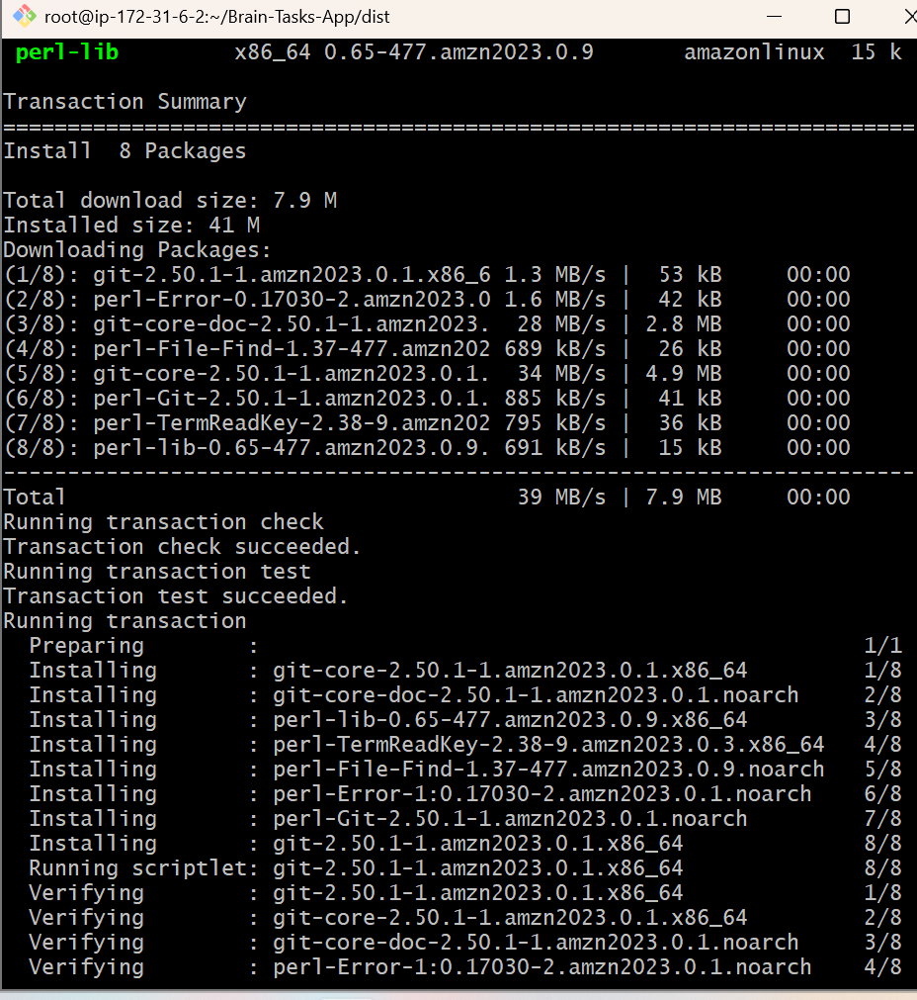 root@ip-172-31-6-2:~/Brain-Tasks-App/dist
perl-lib         x86_64 0.65-477.amzn2023.0.9       amazonlinux  15 k

Transaction Summary
=======================================================================
Install  8 Packages

Total download size: 7.9 M
Installed size: 41 M
Downloading Packages:
(1/8): git-2.50.1-1.amzn2023.0.1.x86_6 1.3 MB/s |  53 kB     00:00
(2/8): perl-Error-0.17030-2.amzn2023.0 1.6 MB/s |  42 kB     00:00
(3/8): git-core-doc-2.50.1-1.amzn2023.  28 MB/s | 2.8 MB     00:00
(4/8): perl-File-Find-1.37-477.amzn202 689 kB/s |  26 kB     00:00
(5/8): git-core-2.50.1-1.amzn2023.0.1.  34 MB/s | 4.9 MB     00:00
(6/8): perl-Git-2.50.1-1.amzn2023.0.1. 885 kB/s |  41 kB     00:00
(7/8): perl-TermReadKey-2.38-9.amzn202 795 kB/s |  36 kB     00:00
(8/8): perl-lib-0.65-477.amzn2023.0.9. 691 kB/s |  15 kB     00:00
-----------------------------------------------------------------------
Total                                   39 MB/s | 7.9 MB     00:00
Running transaction check
Transaction check succeeded.
Running transaction test
Transaction test succeeded.
Running transaction
  Preparing        :                                               1/1
  Installing       : git-core-2.50.1-1.amzn2023.0.1.x86_64         1/8
  Installing       : git-core-doc-2.50.1-1.amzn2023.0.1.noarch     2/8
  Installing       : perl-lib-0.65-477.amzn2023.0.9.x86_64         3/8
  Installing       : perl-TermReadKey-2.38-9.amzn2023.0.3.x86_64   4/8
  Installing       : perl-File-Find-1.37-477.amzn2023.0.9.noarch   5/8
  Installing       : perl-Error-1:0.17030-2.amzn2023.0.1.noarch    6/8
  Installing       : perl-Git-2.50.1-1.amzn2023.0.1.noarch         7/8
  Installing       : git-2.50.1-1.amzn2023.0.1.x86_64              8/8
  Running scriptlet: git-2.50.1-1.amzn2023.0.1.x86_64              8/8
  Verifying        : git-2.50.1-1.amzn2023.0.1.x86_64              1/8
  Verifying        : git-core-2.50.1-1.amzn2023.0.1.x86_64         2/8
  Verifying        : git-core-doc-2.50.1-1.amzn2023.0.1.noarch     3/8
  Verifying        : perl-Error-1:0.17030-2.amzn2023.0.1.noarch    4/8